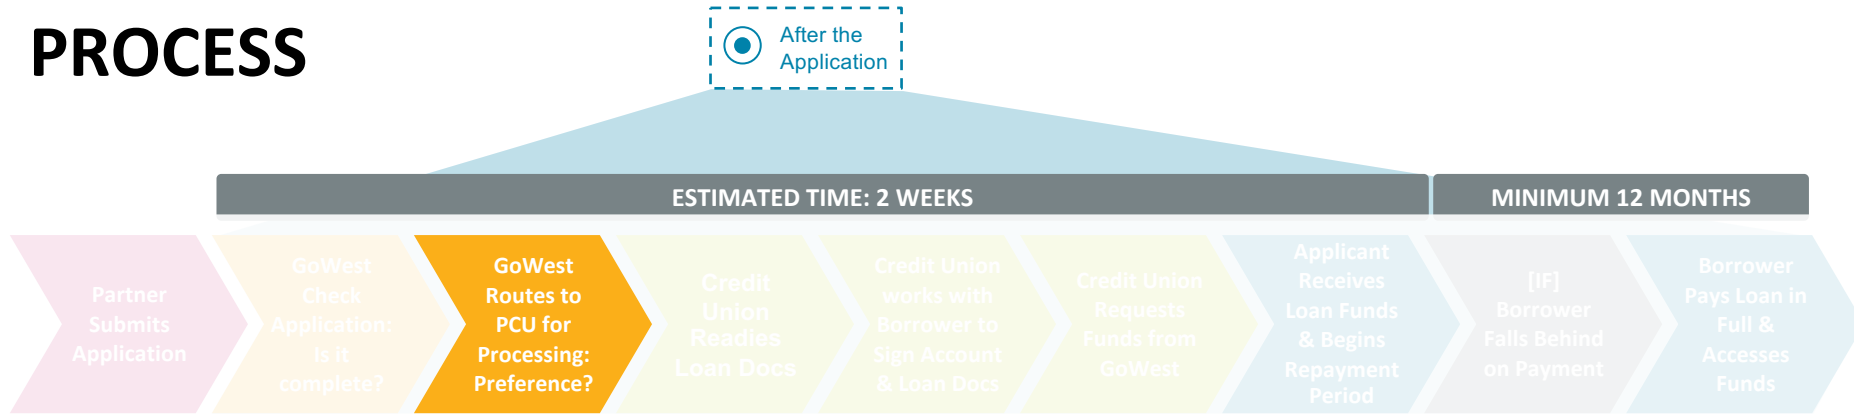 PROCESS
After the
Application
ESTIMATED TIME: 2 WEEKS
MINIMUM 12 MONTHS
Partner
Submits
Application
GoWest
Check
Application:
Is it
complete?
GoWest
Routes to
PCU for
Processing:
Preference?
Credit
Union
Readies
Loan Docs
Credit Union
works with
Borrower to
Sign Account
& Loan Docs
Credit Union
Requests
Funds from
GoWest
Applicant
Receives
Loan Funds
& Begins
Repayment
Period
[IF]
Borrower
Falls Behind
on Payment
Borrower
Pays Loan in
Full &
Accesses
Funds